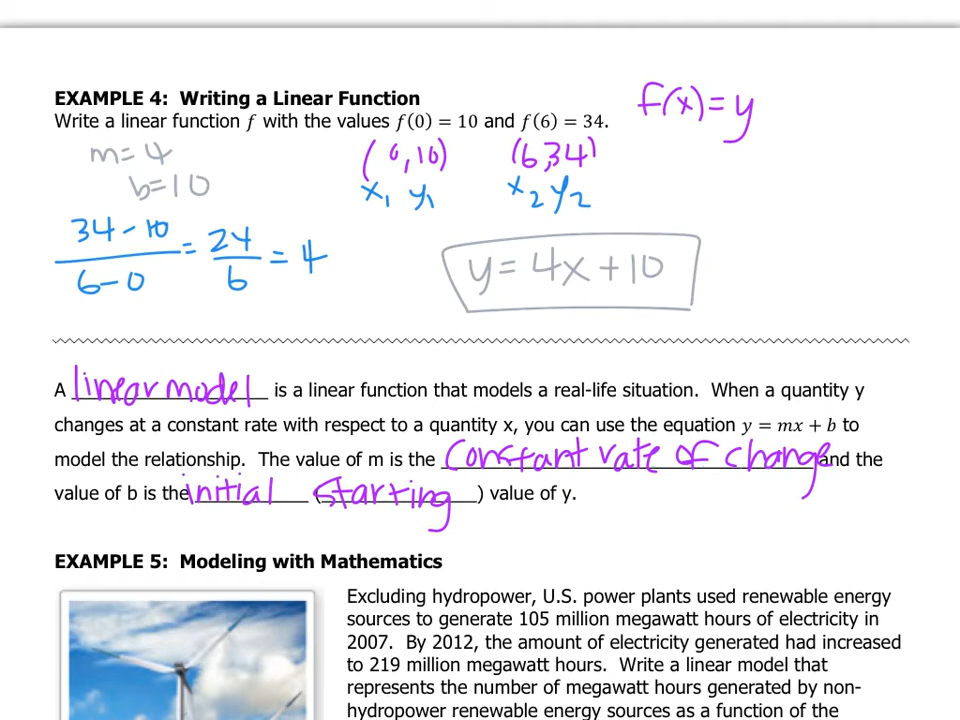 EXAMPLE 4: Writing a Linear Function
Write a linear function f with the values f(0) = 10 and f(6) = 34.
f(x) = y
m=4
b=10
(0,10) (6,34)
x₁ y₁ x₂ y₂
34-10/6-0 = 24/6 = 4
y = 4x + 10
A linear model is a linear function that models a real-life situation. When a quantity y
changes at a constant rate with respect to a quantity x, you can use the equation y = mx + b to
model the relationship. The value of m is the constant rate of change and the
value of b is the initial (starting) value of y.
EXAMPLE 5: Modeling with Mathematics
Excluding hydropower, U.S. power plants used renewable energy
sources to generate 105 million megawatt hours of electricity in
2007. By 2012, the amount of electricity generated had increased
to 219 million megawatt hours. Write a linear model that
represents the number of megawatt hours generated by non-
hydropower renewable energy sources as a function of the